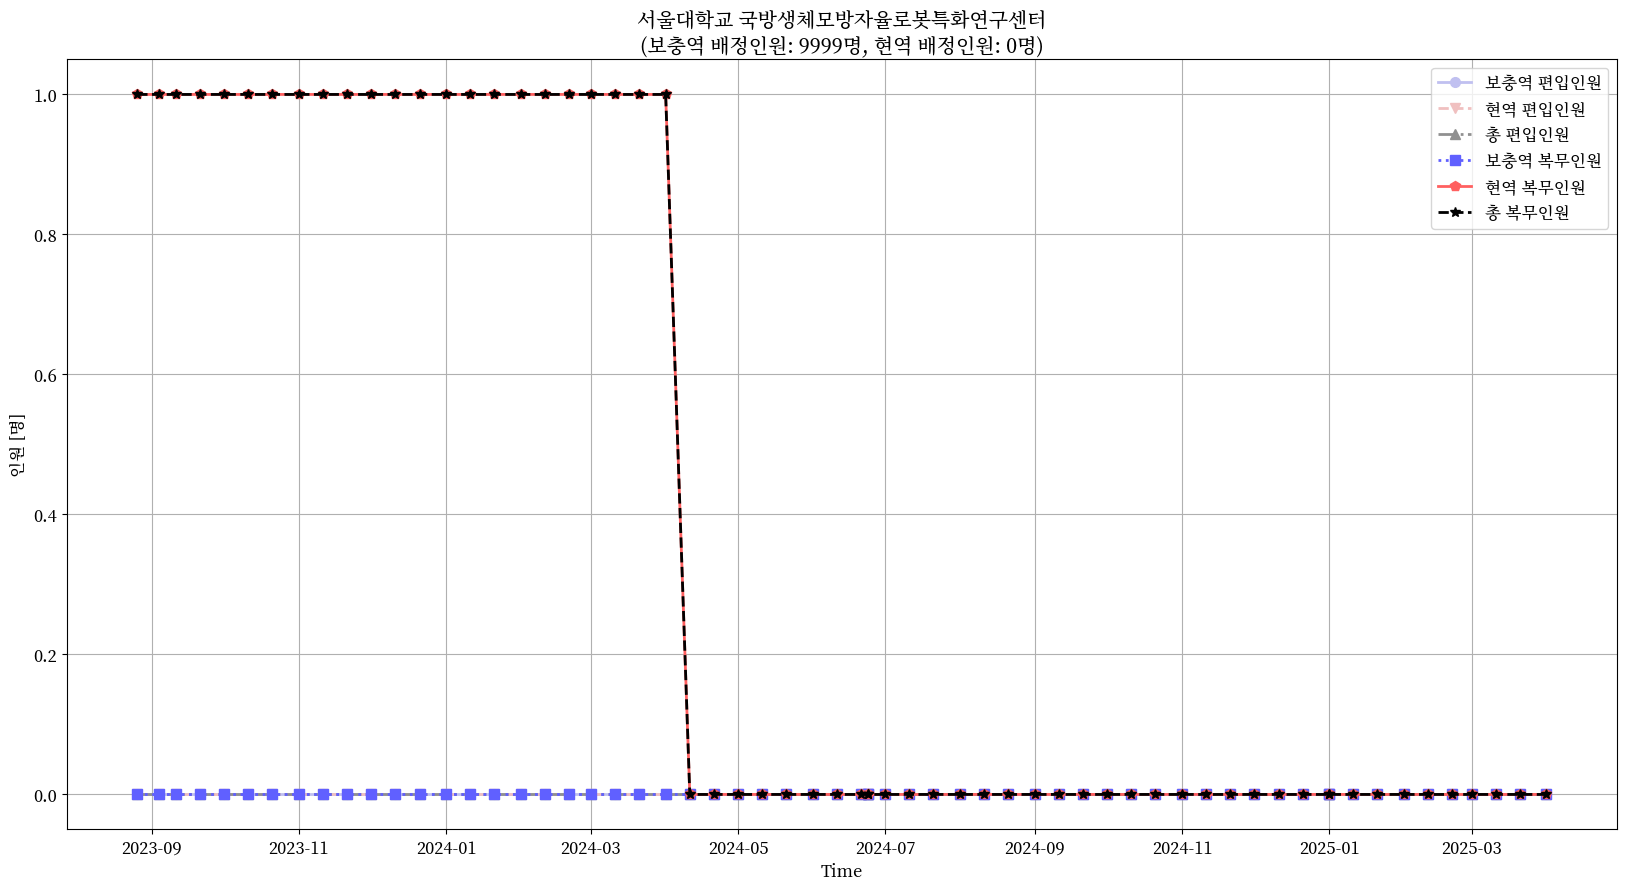 서울대학교 국방생체모방자율로봇특화연구센터
(보충역 배정인원: 9999명, 현역 배정인원: 0명)
보충역 편입인원
현역 편입인원
총 편입인원
보충역 복무인원
현역 복무인원
총 복무인원
인원 [명]
1.0
0.8
0.6
0.4
0.2
0.0
2023-09 2023-11 2024-01 2024-03 2024-05 2024-07 2024-09 2024-11 2025-01 2025-03
Time